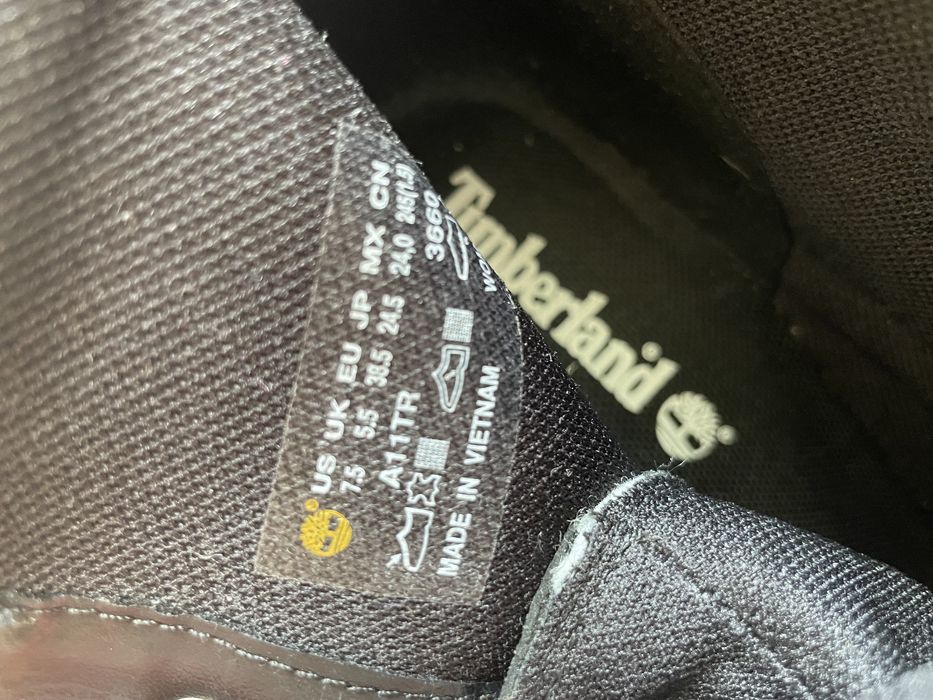 US UK EU JP MX CN
7.5 5.5 38.5 24.5 24.0 245(1.5)
A11TR
MADE IN VIETNAM
Timberland